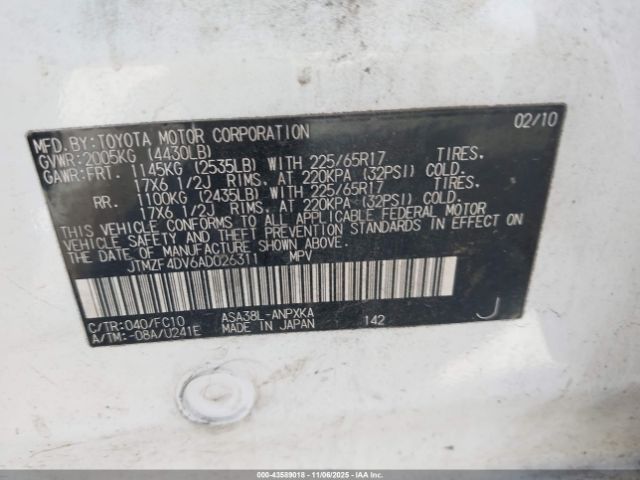 MFD.BY:TOYOTA MOTOR CORPORATION 02/10
GVWR:2005KG (4430LB)
GAWR:FRT. 1145KG (2535LB) WITH 225/65R17 TIRES,
17X6 1/2J RIMS, AT 220KPA (32PSI) COLD.
RR. 1100KG (2435LB) WITH 225/65R17 TIRES,
17X6 1/2J RIMS, AT 220KPA (32PSI) COLD.
THIS VEHICLE CONFORMS TO ALL APPLICABLE FEDERAL MOTOR
VEHICLE SAFETY AND THEFT PREVENTION STANDARDS IN EFFECT ON
THE DATE OF MANUFACTURE SHOWN ABOVE.
JTMZF4DV6AD026311 MPV
C/TR:040/FC10 ASA38L-ANPXKA
A/TM:-08A/U241E MADE IN JAPAN 142 J
000-43589018 - 11/06/2025 - IAAI.COM